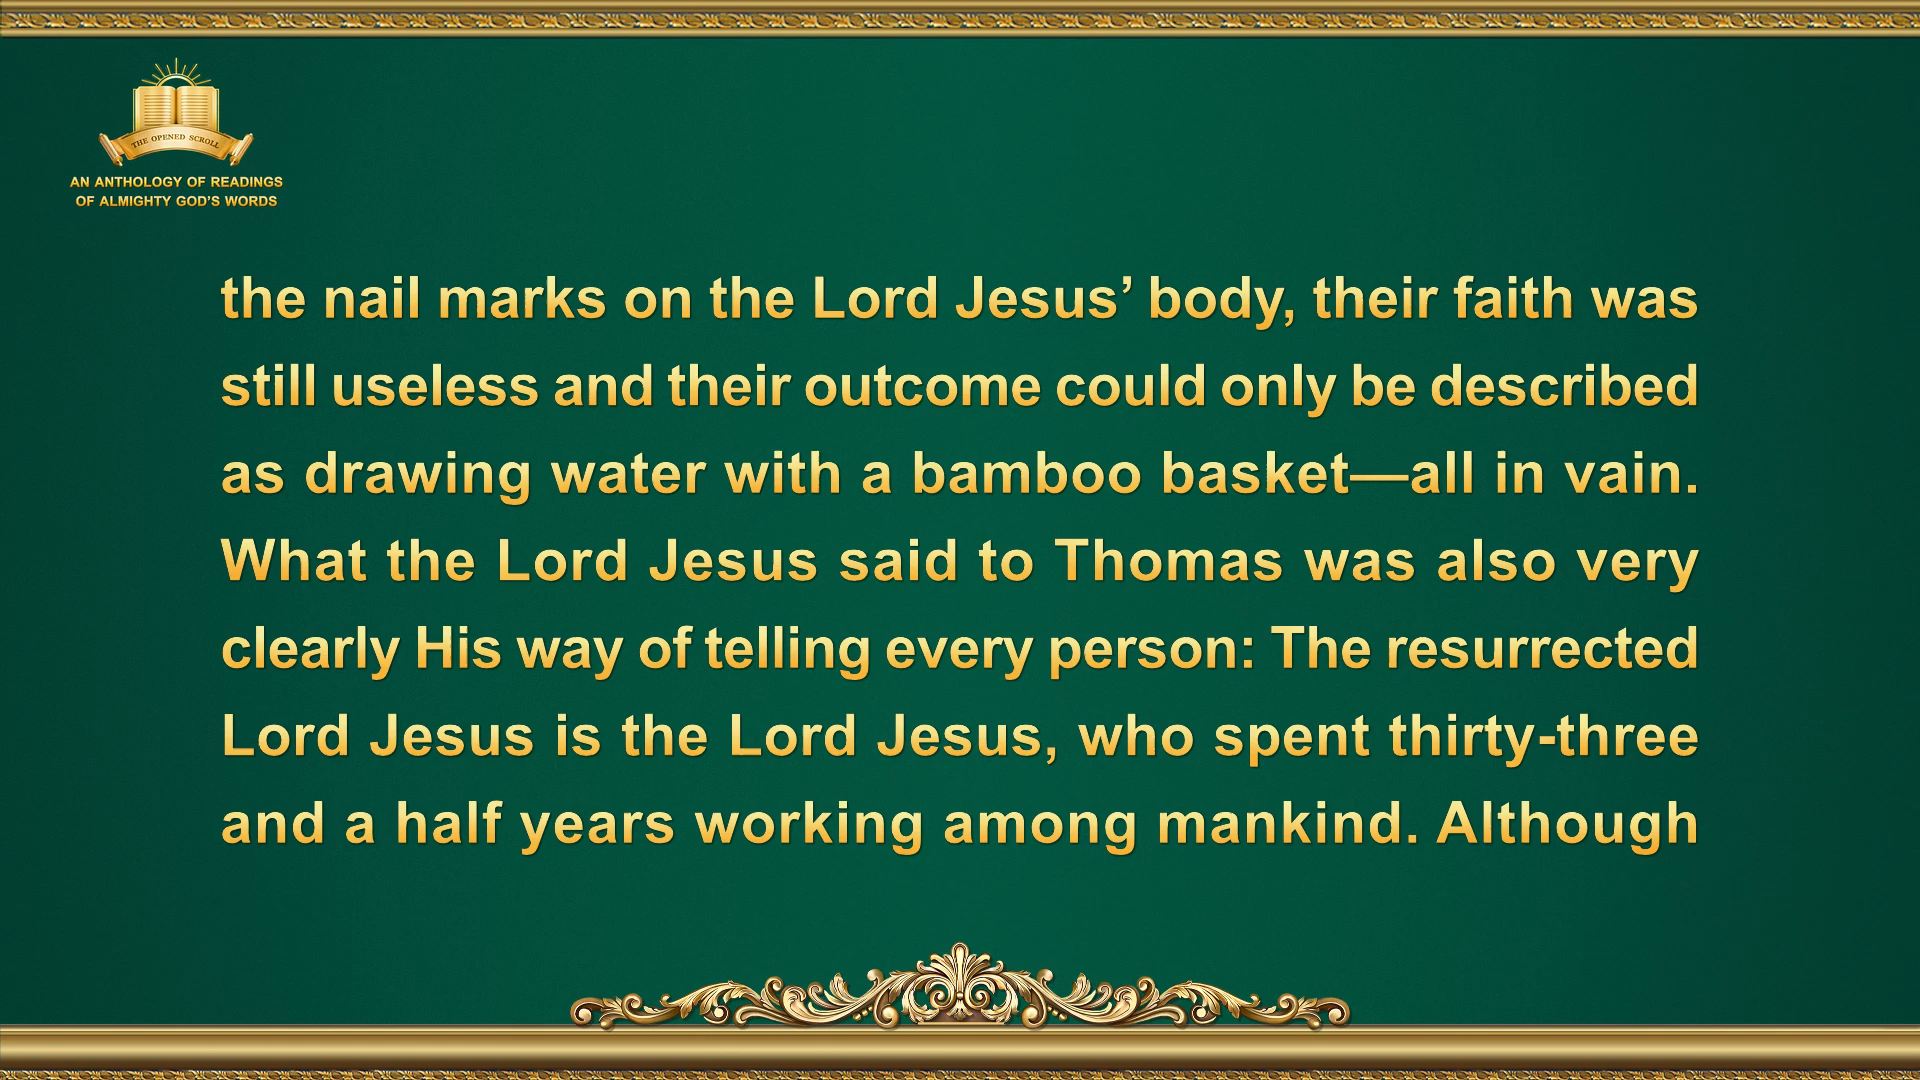 THE OPENED SCROLL
AN ANTHOLOGY OF READINGS
OF ALMIGHTY GOD'S WORDS
the nail marks on the Lord Jesus’ body, their faith was
still useless and their outcome could only be described
as drawing water with a bamboo basket—all in vain.
What the Lord Jesus said to Thomas was also very
clearly His way of telling every person: The resurrected
Lord Jesus is the Lord Jesus, who spent thirty-three
and a half years working among mankind. Although